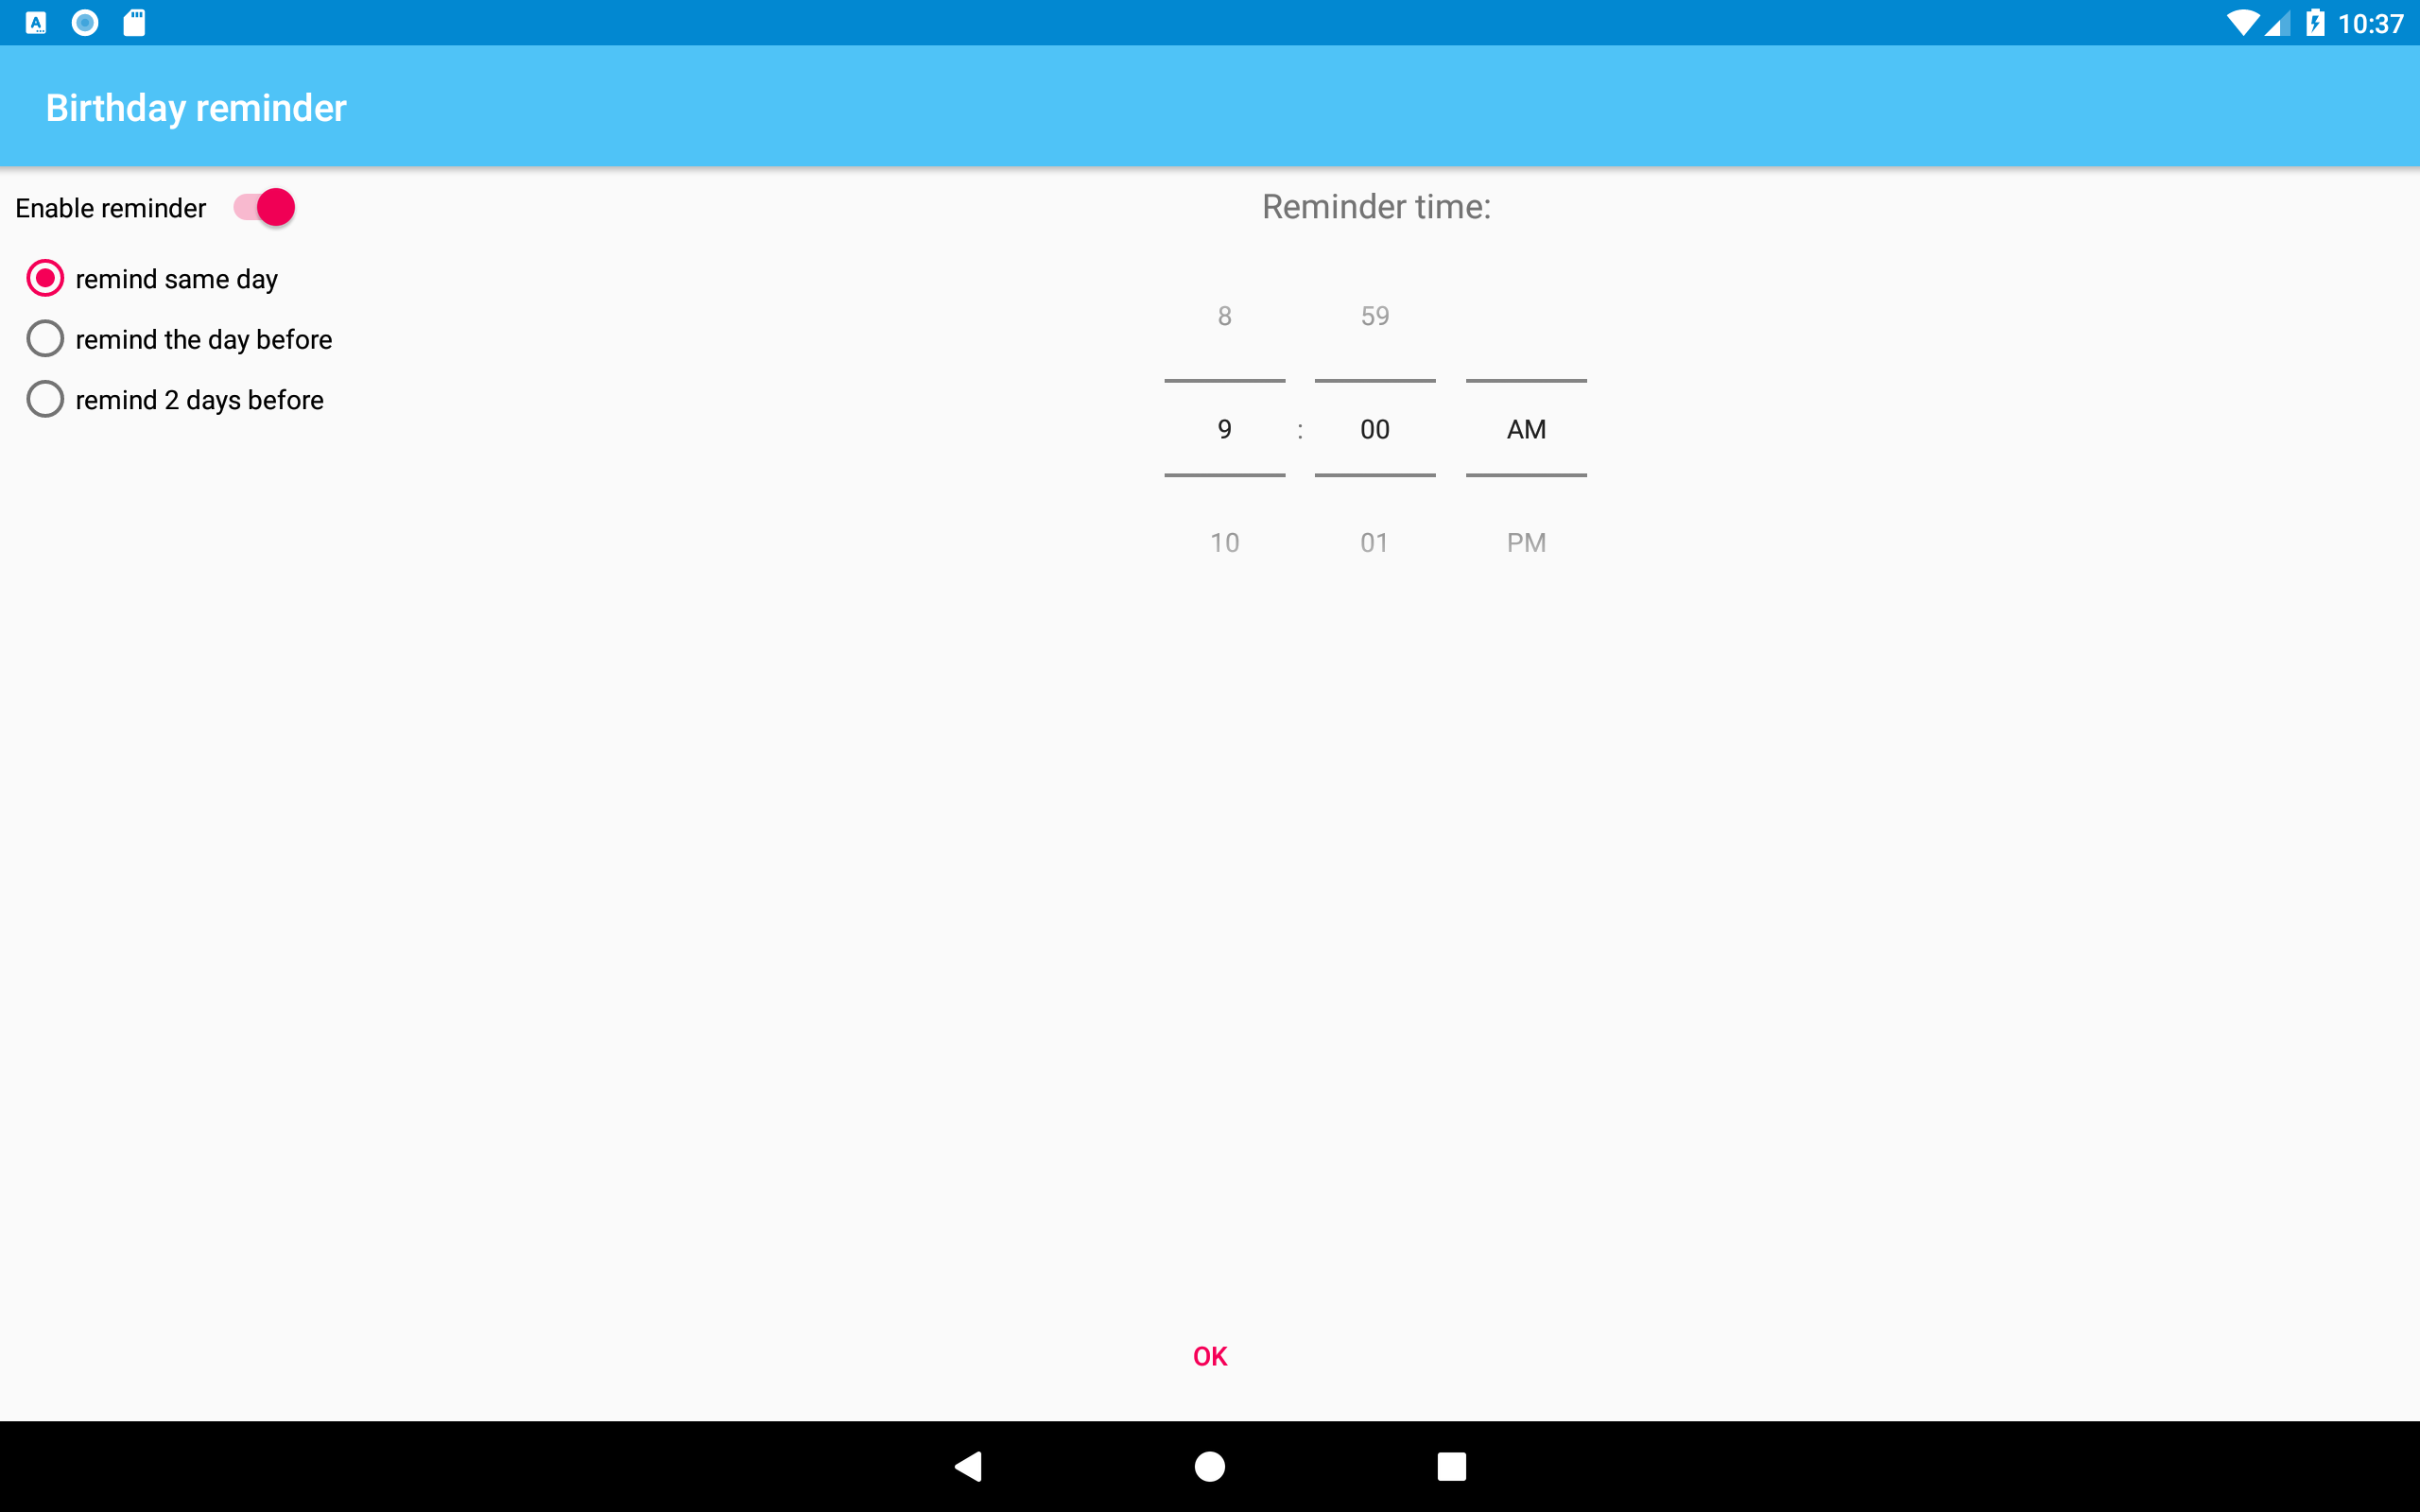 10:37
Birthday reminder
Enable reminder
remind same day
remind the day before
remind 2 days before
Reminder time:
8 59
9 : 00 AM
10 01 PM
OK